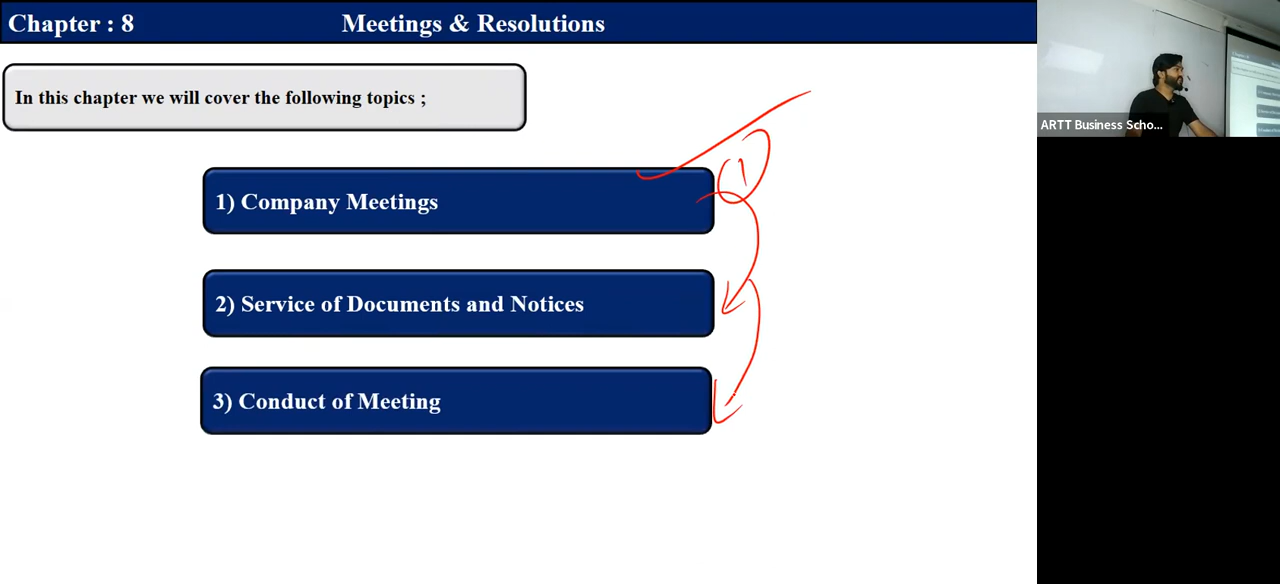 Chapter : 8 Meetings & Resolutions
In this chapter we will cover the following topics ;
1
1) Company Meetings
2) Service of Documents and Notices
3) Conduct of Meeting
ARTT Business Scho...